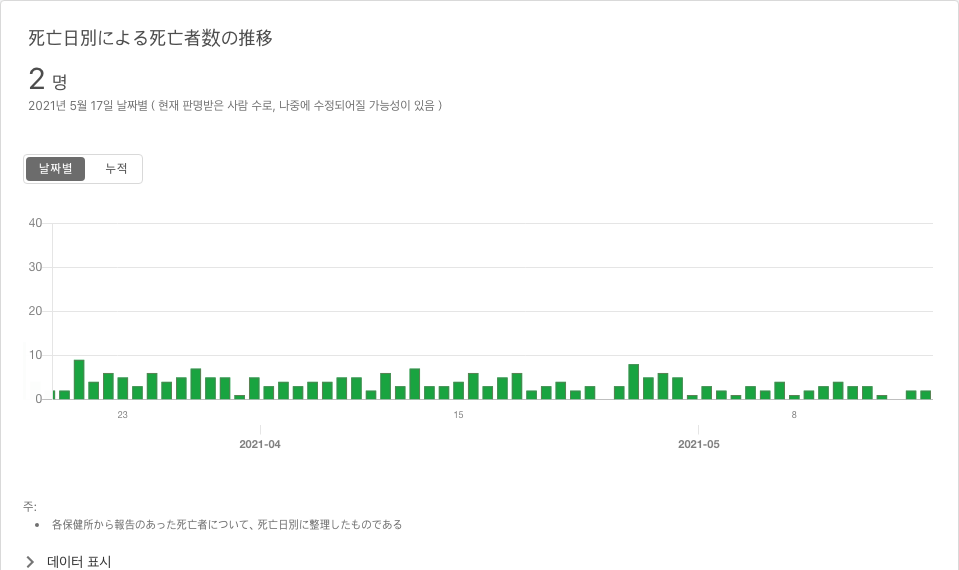 死亡日別による死亡者数の推移
2 명
2021년 5월 17일 날짜별 ( 현재 판명받은 사람 수로, 나중에 수정되어질 가능성이 있음 )
날짜별 누적
40
30
20
10
0
23 15 8
2021-04 2021-05
주:
• 各保健所から報告のあった死亡者について、死亡日別に整理したものである
데이터 표시